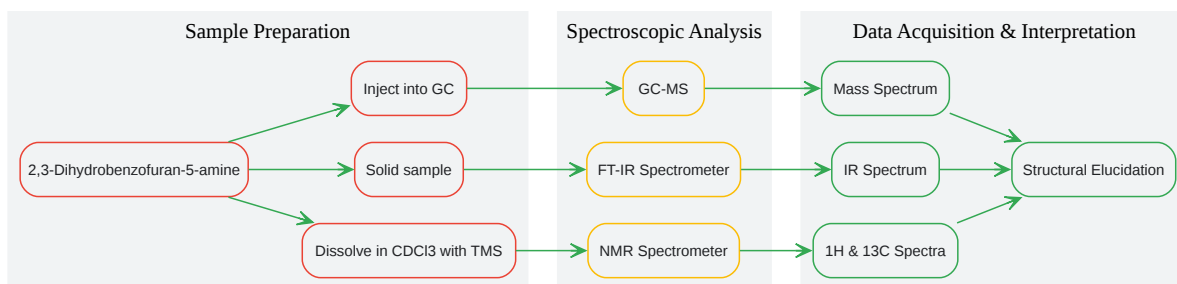 Sample Preparation
Spectroscopic Analysis
Data Acquisition & Interpretation
Inject into GC
GC-MS
Mass Spectrum
2,3-Dihydrobenzofuran-5-amine
Solid sample
FT-IR Spectrometer
IR Spectrum
Structural Elucidation
Dissolve in CDCl3 with TMS
NMR Spectrometer
1H & 13C Spectra